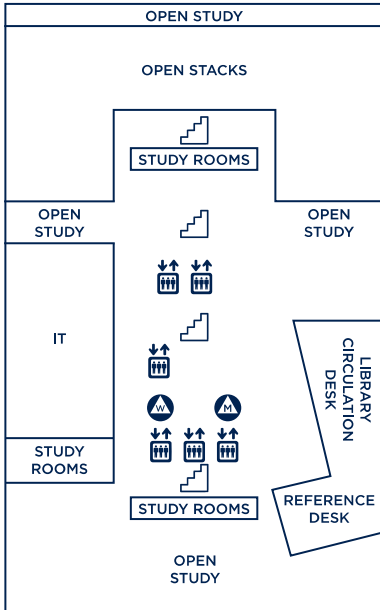 OPEN STUDY
OPEN STACKS
STUDY ROOMS
OPEN
STUDY
OPEN
STUDY
IT
LIBRARY
CIRCULATION
DESK
W
M
STUDY
ROOMS
STUDY ROOMS
REFERENCE
DESK
OPEN
STUDY